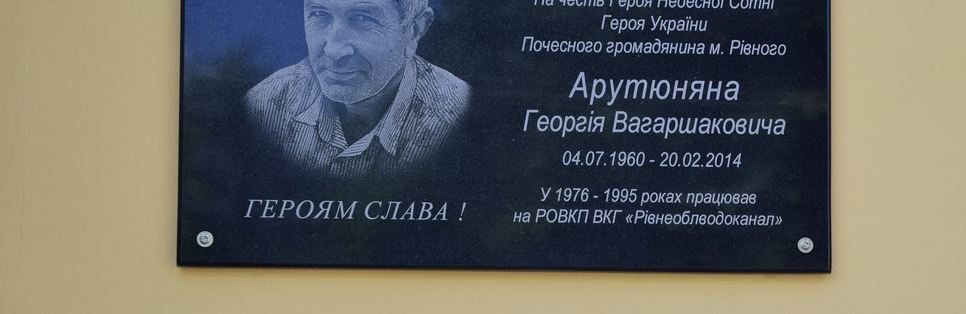 На честь Героя Небесної Сотні
Героя України
Почесного громадянина м. Рівного
Арутюняна
Георгія Вагаршаковича
04.07.1960 - 20.02.2014
У 1976 - 1995 роках працював
на РОВКП ВКГ «Рівнеоблводоканал»
ГЕРОЯМ СЛАВА !